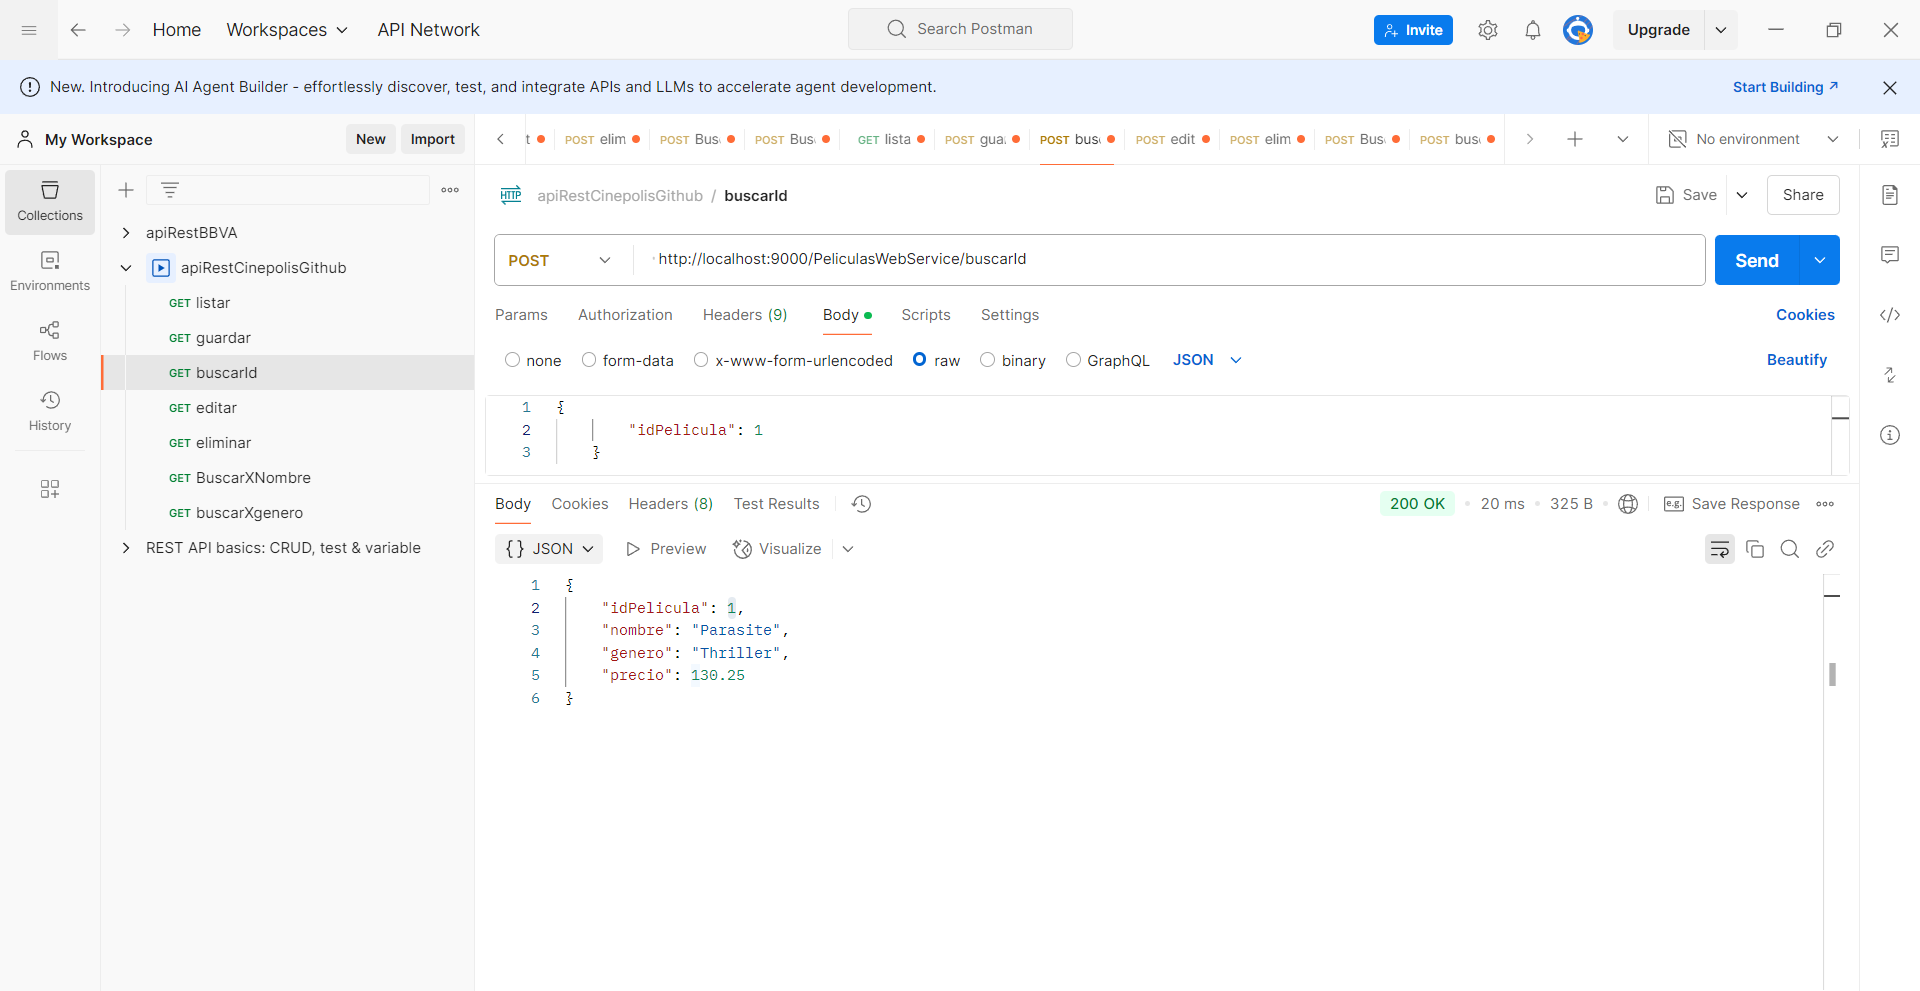 Home Workspaces API Network Search Postman Invite Upgrade
New. Introducing AI Agent Builder - effortlessly discover, test, and integrate APIs and LLMs to accelerate agent development. Start Building
My Workspace New Import
t POST elim POST Bus POST Bus GET lista POST gua POST bus POST edit POST elim POST Bus POST bus No environment
Collections
Environments
Flows
History
apiRestBBVA
apiRestCinepolisGithub
GET listar
GET guardar
GET buscarId
GET editar
GET eliminar
GET BuscarXNombre
GET buscarXgenero
REST API basics: CRUD, test & variable
HTTP apiRestCinepolisGithub / buscarId Save Share
POST http://localhost:9000/PeliculasWebService/buscarId Send
Params Authorization Headers (9) Body Scripts Settings Cookies
none form-data x-www-form-urlencoded raw binary GraphQL JSON Beautify
1 {
2 "idPelicula": 1
3 }
Body Cookies Headers (8) Test Results 200 OK 20 ms 325 B e.g. Save Response
{} JSON Preview Visualize
1 {
2 "idPelicula": 1,
3 "nombre": "Parasite",
4 "genero": "Thriller",
5 "precio": 130.25
6 }